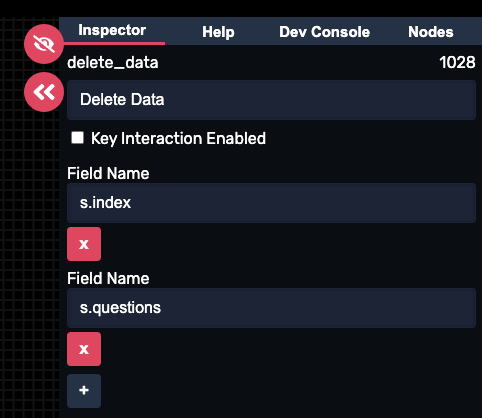 Inspector Help Dev Console Nodes
delete_data 1028
Delete Data
Key Interaction Enabled
Field Name
s.index
x
Field Name
s.questions
x
+